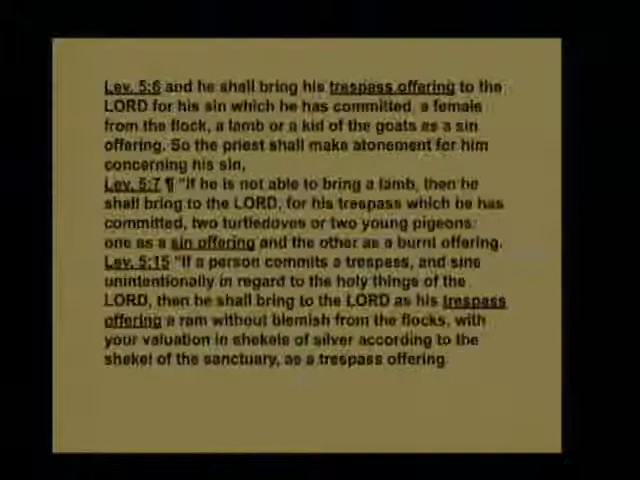 Lev. 5:6 and he shall bring his trespass offering to the
LORD for his sin which he has committed, a female
from the flock, a lamb or a kid of the goats as a sin
offering. So the priest shall make atonement for him
concerning his sin.
Lev. 5:7 ¶ "If he is not able to bring a lamb, then he
shall bring to the LORD, for his trespass which he has
committed, two turtledoves or two young pigeons:
one as a sin offering and the other as a burnt offering.
Lev. 5:15 "If a person commits a trespass, and sins
unintentionally in regard to the holy things of the
LORD, then he shall bring to the LORD as his trespass
offering a ram without blemish from the flocks, with
your valuation in shekels of silver according to the
shekel of the sanctuary, as a trespass offering.